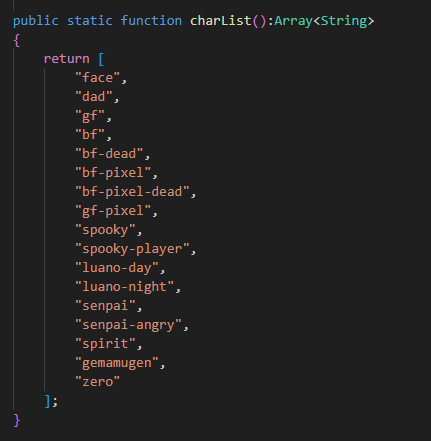 public static function charList():Array<String>
{
    return [
        "face",
        "dad",
        "gf",
        "bf",
        "bf-dead",
        "bf-pixel",
        "bf-pixel-dead",
        "gf-pixel",
        "spooky",
        "spooky-player",
        "luano-day",
        "luano-night",
        "senpai",
        "senpai-angry",
        "spirit",
        "gemamugen",
        "zero"
    ];
}